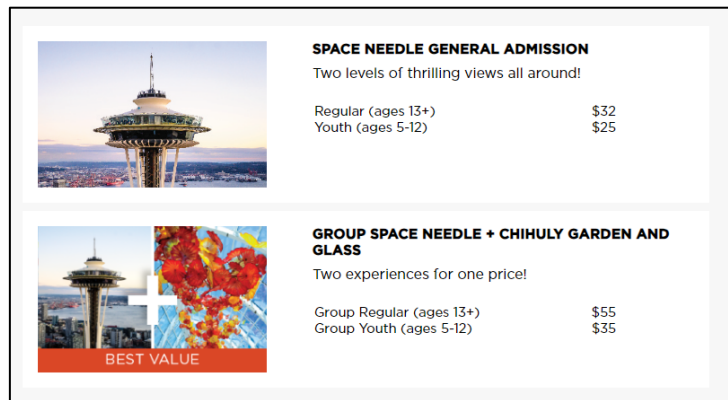 SPACE NEEDLE GENERAL ADMISSION
Two levels of thrilling views all around!
Regular (ages 13+) $32
Youth (ages 5-12) $25
GROUP SPACE NEEDLE + CHIHULY GARDEN AND
GLASS
Two experiences for one price!
Group Regular (ages 13+) $55
Group Youth (ages 5-12) $35
BEST VALUE